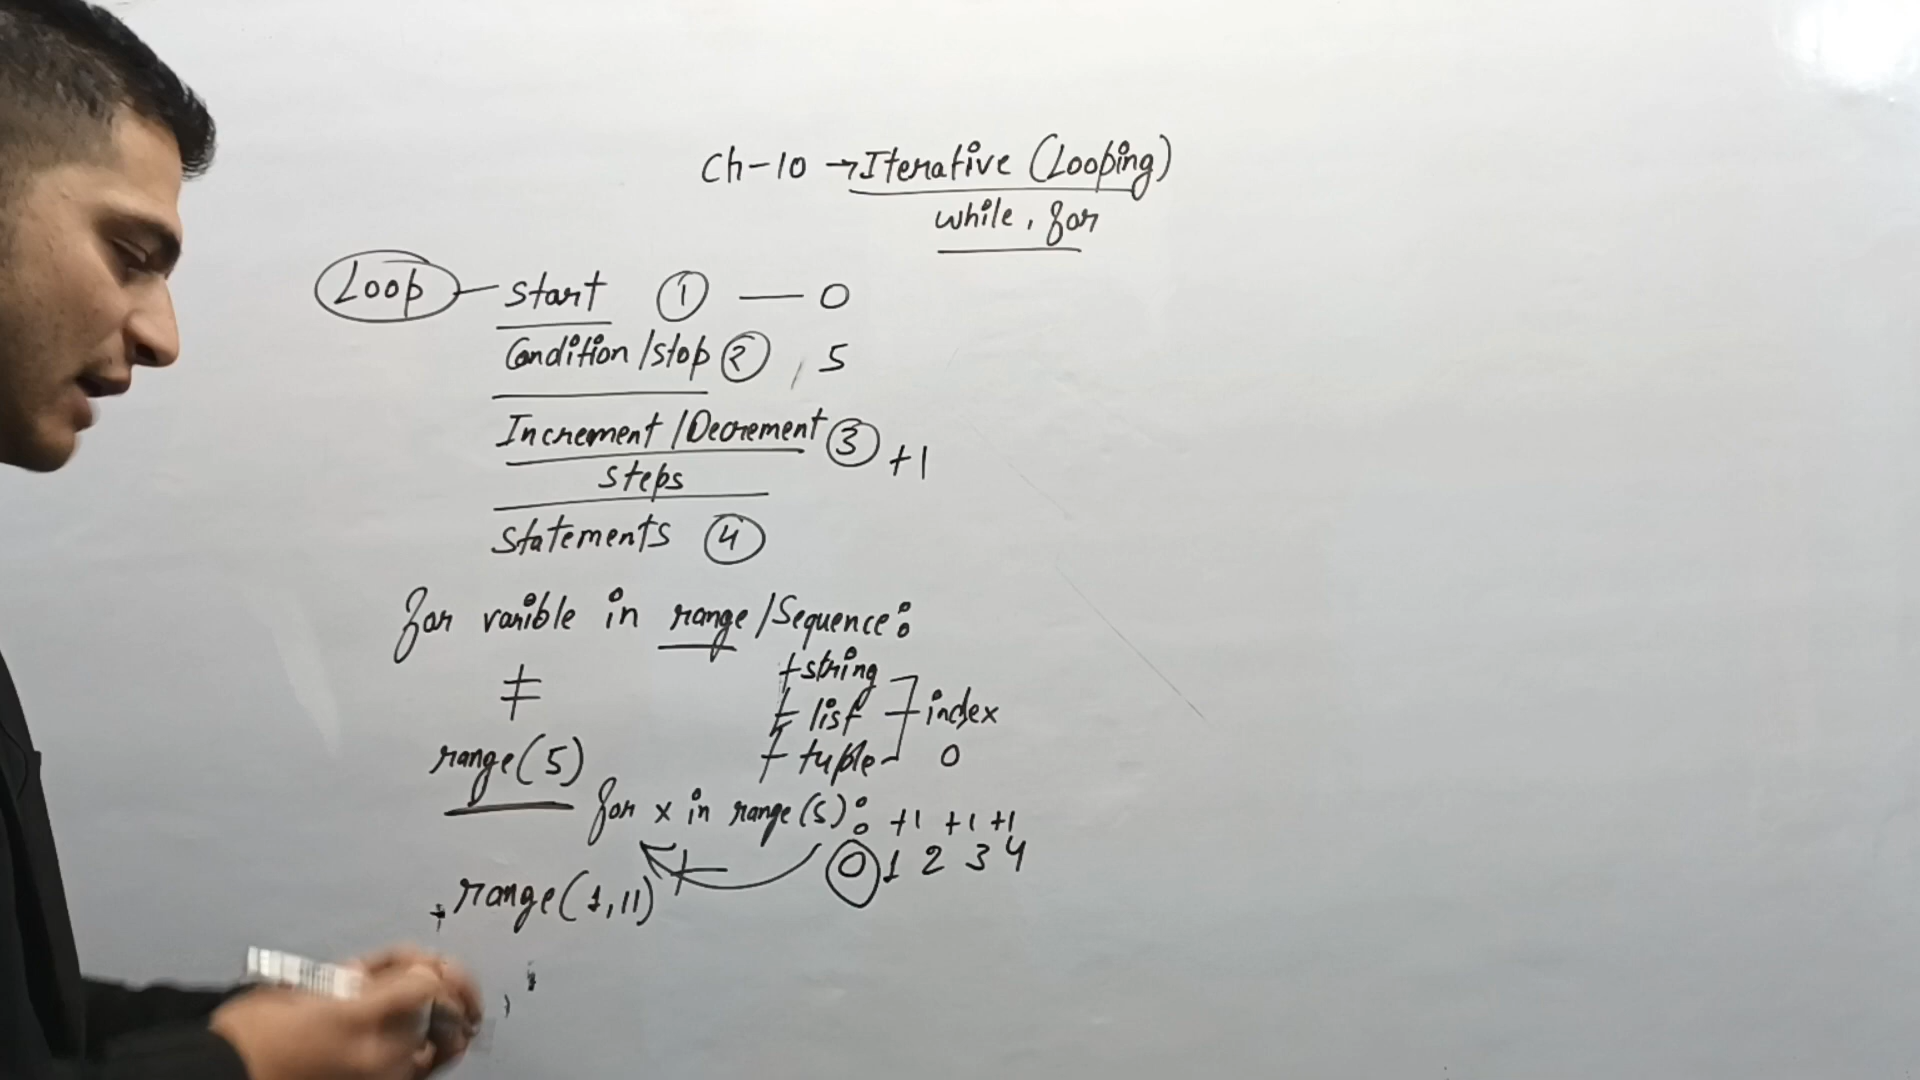 Ch-10 → Iterative (Looping)
while, for
Loop — Start ① — 0
Condition/Stop ② , 5
Increment/Decrement ③ +1
Steps
Statements ④
for varible in range/Sequence:
string
list index
tuple 0
≠
range(5)
for x in range(5): +1 +1 +1
0 1 2 3 4
range(1,11)